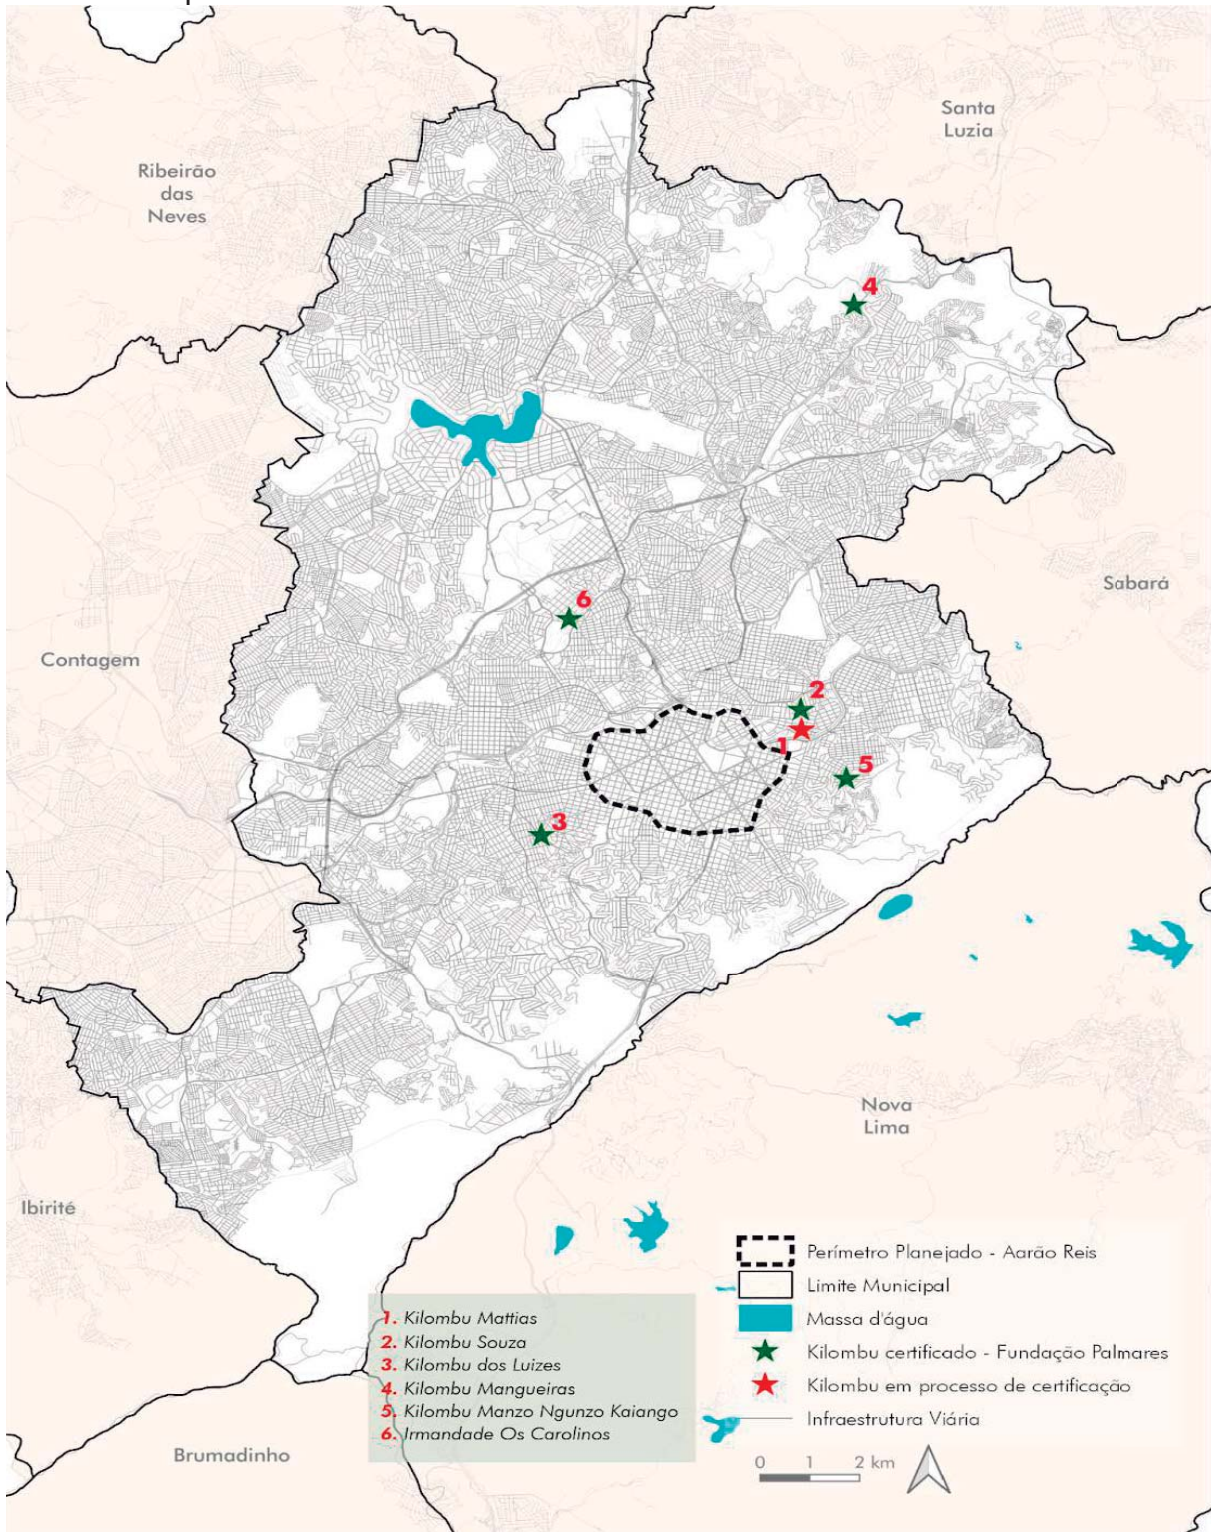 Santa
Luzia
Ribeirão
das
Neves
4
Sabará
6
Contagem
2
1
5
3
Nova
Lima
Ibirité
Perímetro Planejado - Aarão Reis
Limite Municipal
Massa d'água
Kilombu certificado - Fundação Palmares
Kilombu em processo de certificação
Infraestrutura Viária
0 1 2 km
1. Kilombu Mattias
2. Kilombu Souza
3. Kilombu dos Luizes
4. Kilombu Mangueiras
5. Kilombu Manzo Ngunzo Kaiango
6. Irmandade Os Carolinos
Brumadinho